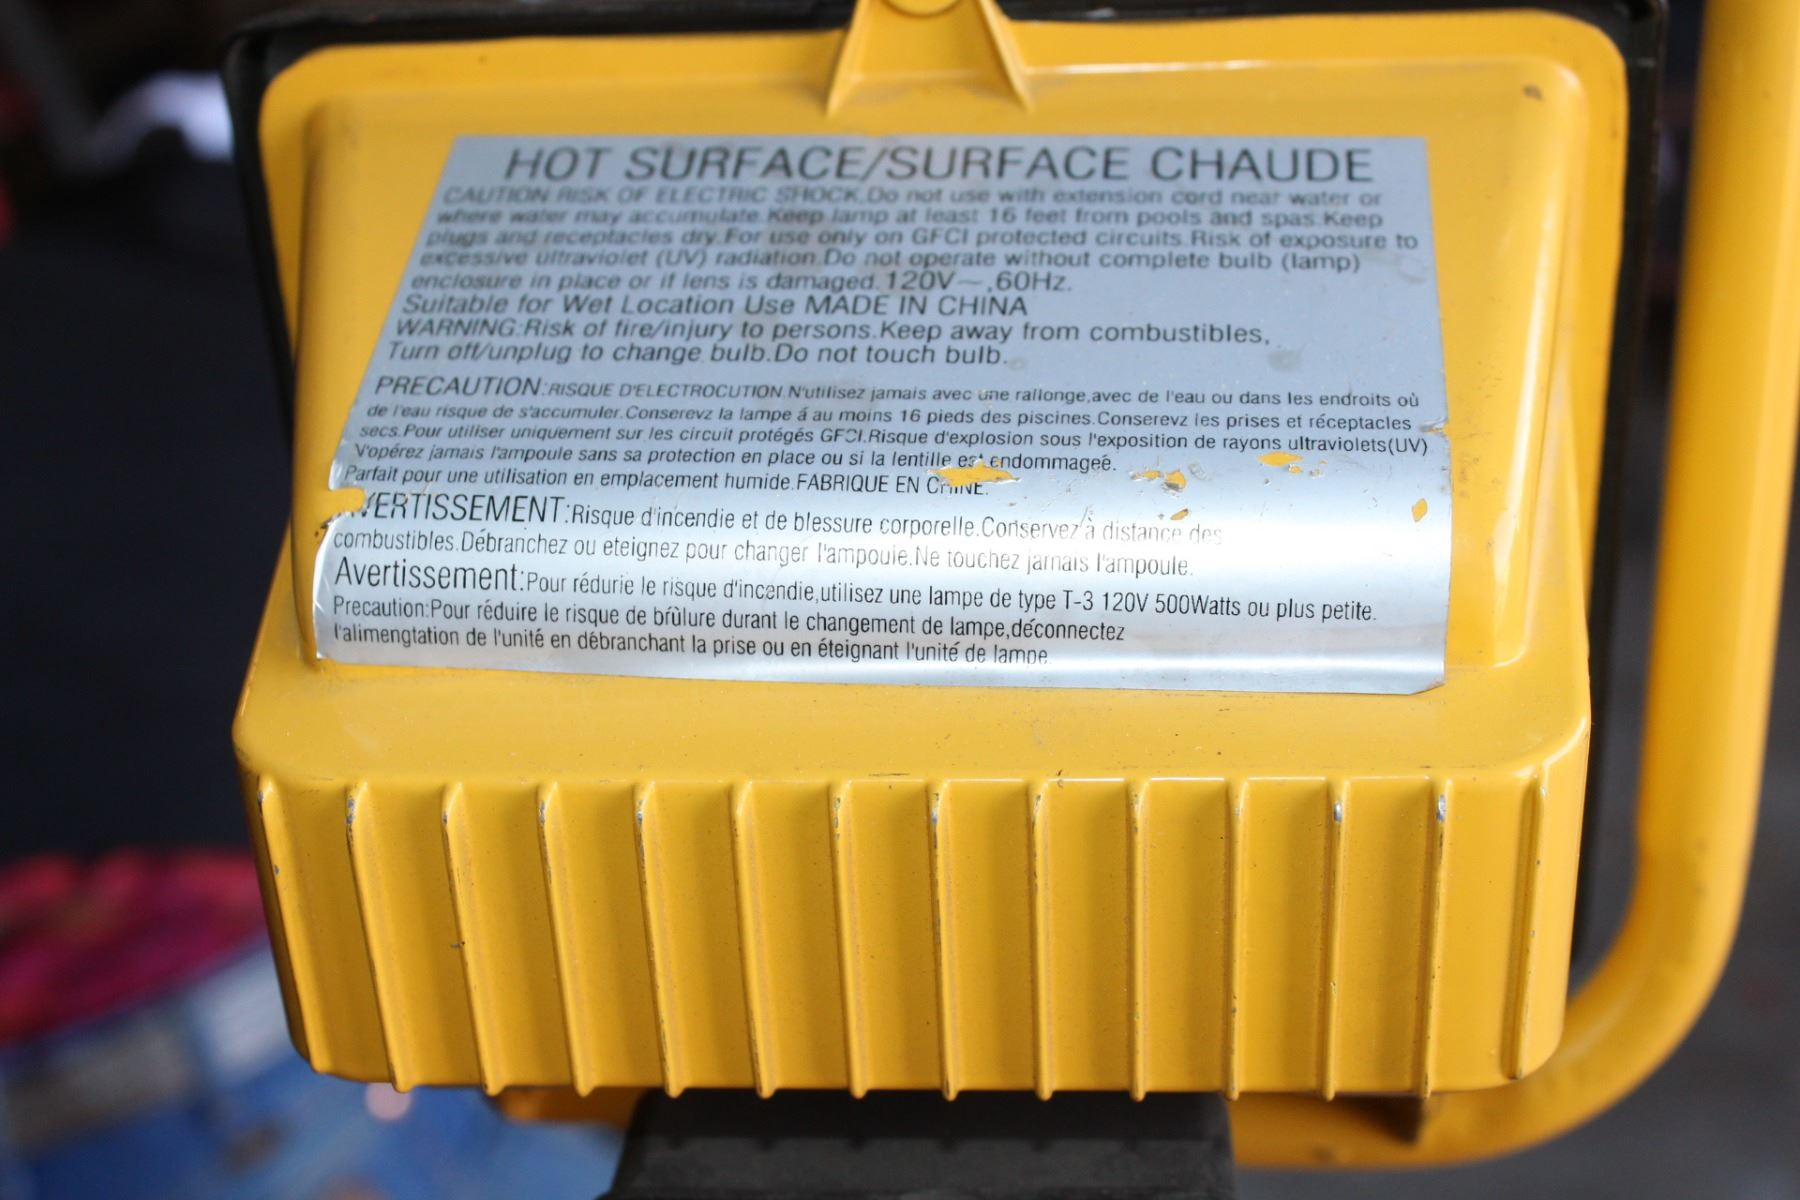 HOT SURFACE/SURFACE CHAUDE
CAUTION RISK OF ELECTRIC SHOCK.Do not use with extension cord near water or
where water may accumulate.Keep lamp at least 16 feet from pools and spas.Keep
plugs and receptacles dry.For use only on GFCI protected circuits.Risk of exposure to
excessive ultraviolet (UV) radiation.Do not operate without complete bulb (lamp)
enclosure in place or if lens is damaged.120V~,60Hz.
Suitable for Wet Location Use MADE IN CHINA
WARNING:Risk of fire/injury to persons.Keep away from combustibles,
Turn off/unplug to change bulb.Do not touch bulb.
PRECAUTION:RISQUE D'ELECTROCUTION.N'utilisez jamais avec une rallonge,avec de l'eau ou dans les endroits où
de l'eau risque de s'accumuler.Conserevz la lampe á au moins 16 pieds des piscines.Conserevz les prises et réceptacles
secs.Pour utiliser uniquement sur les circuit protégés GFCI.Risque d'explosion sous l'exposition de rayons ultraviolets(UV)
V'opérez jamais l'ampoule sans sa protection en place ou si la lentille est endommageé.
Parfait pour une utilisation en emplacement humide.FABRIQUE EN CHINE.
AVERTISSEMENT:Risque d'incendie et de blessure corporelle.Conservez à distance des
combustibles.Débranchez ou eteignez pour changer l'ampoule.Ne touchez jamais l'ampoule.
Avertissement:Pour rédurie le risque d'incendie,utilisez une lampe de type T-3 120V 500Watts ou plus petite.
Precaution:Pour réduire le risque de brûlure durant le changement de lampe,déconnectez
l'alimengtation de l'unité en débranchant la prise ou en éteignant l'unité de lampe